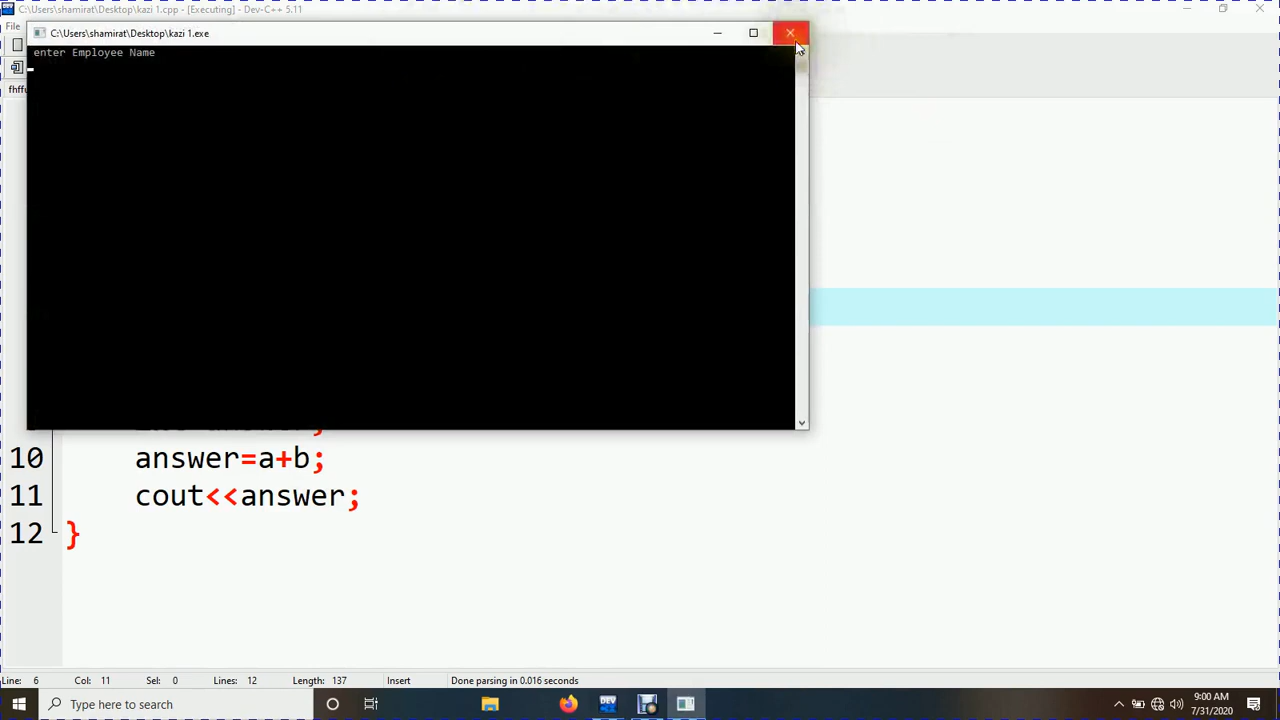 C:\Users\shamirat\Desktop\kazi 1.cpp - [Executing] - Dev-C++ 5.11
File
C:\Users\shamirat\Desktop\kazi 1.exe
enter Employee Name
10 answer=a+b;
11 cout<<answer;
12 }
Line: 6 Col: 11 Sel: 0 Lines: 12 Length: 137 Insert Done parsing in 0.016 seconds
Type here to search
DEV
9:00 AM
7/31/2020